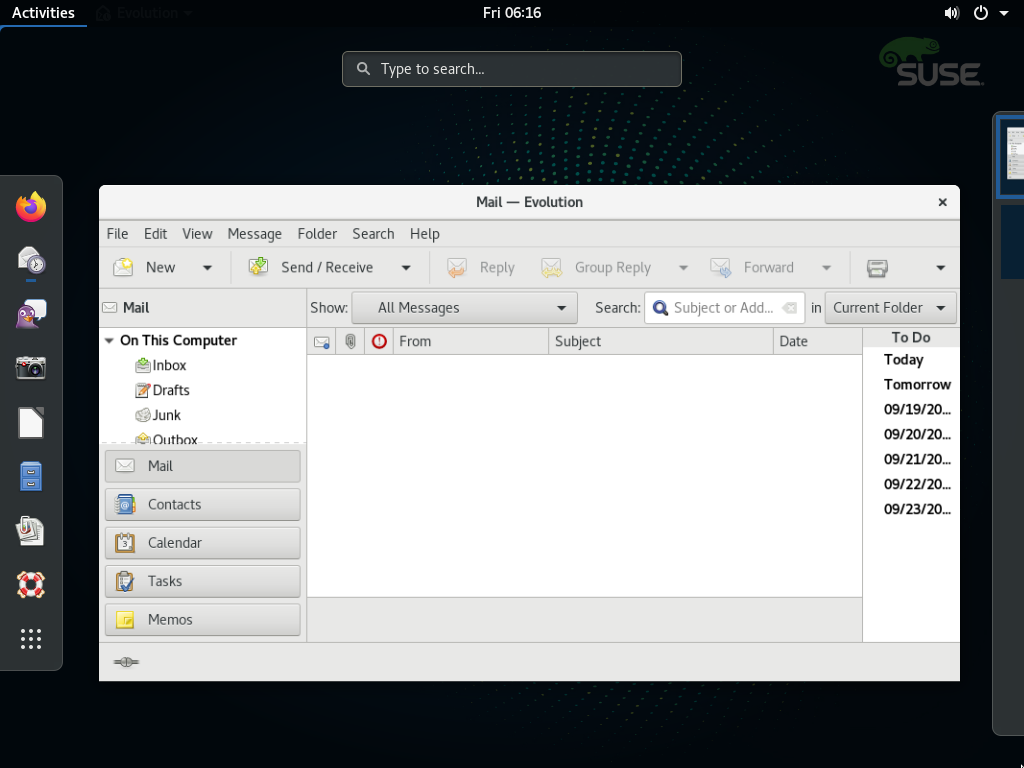 Activities Evolution Fri 06:16
Type to search...
SUSE
Mail — Evolution
File Edit View Message Folder Search Help
New Send / Receive Reply Group Reply Forward
Mail Show: All Messages Search: Subject or Add... in Current Folder
On This Computer From Subject Date To Do
Inbox
Drafts
Junk
Outbox
Mail
Contacts
Calendar
Tasks
Memos
Today
Tomorrow
09/19/20...
09/20/20...
09/21/20...
09/22/20...
09/23/20...